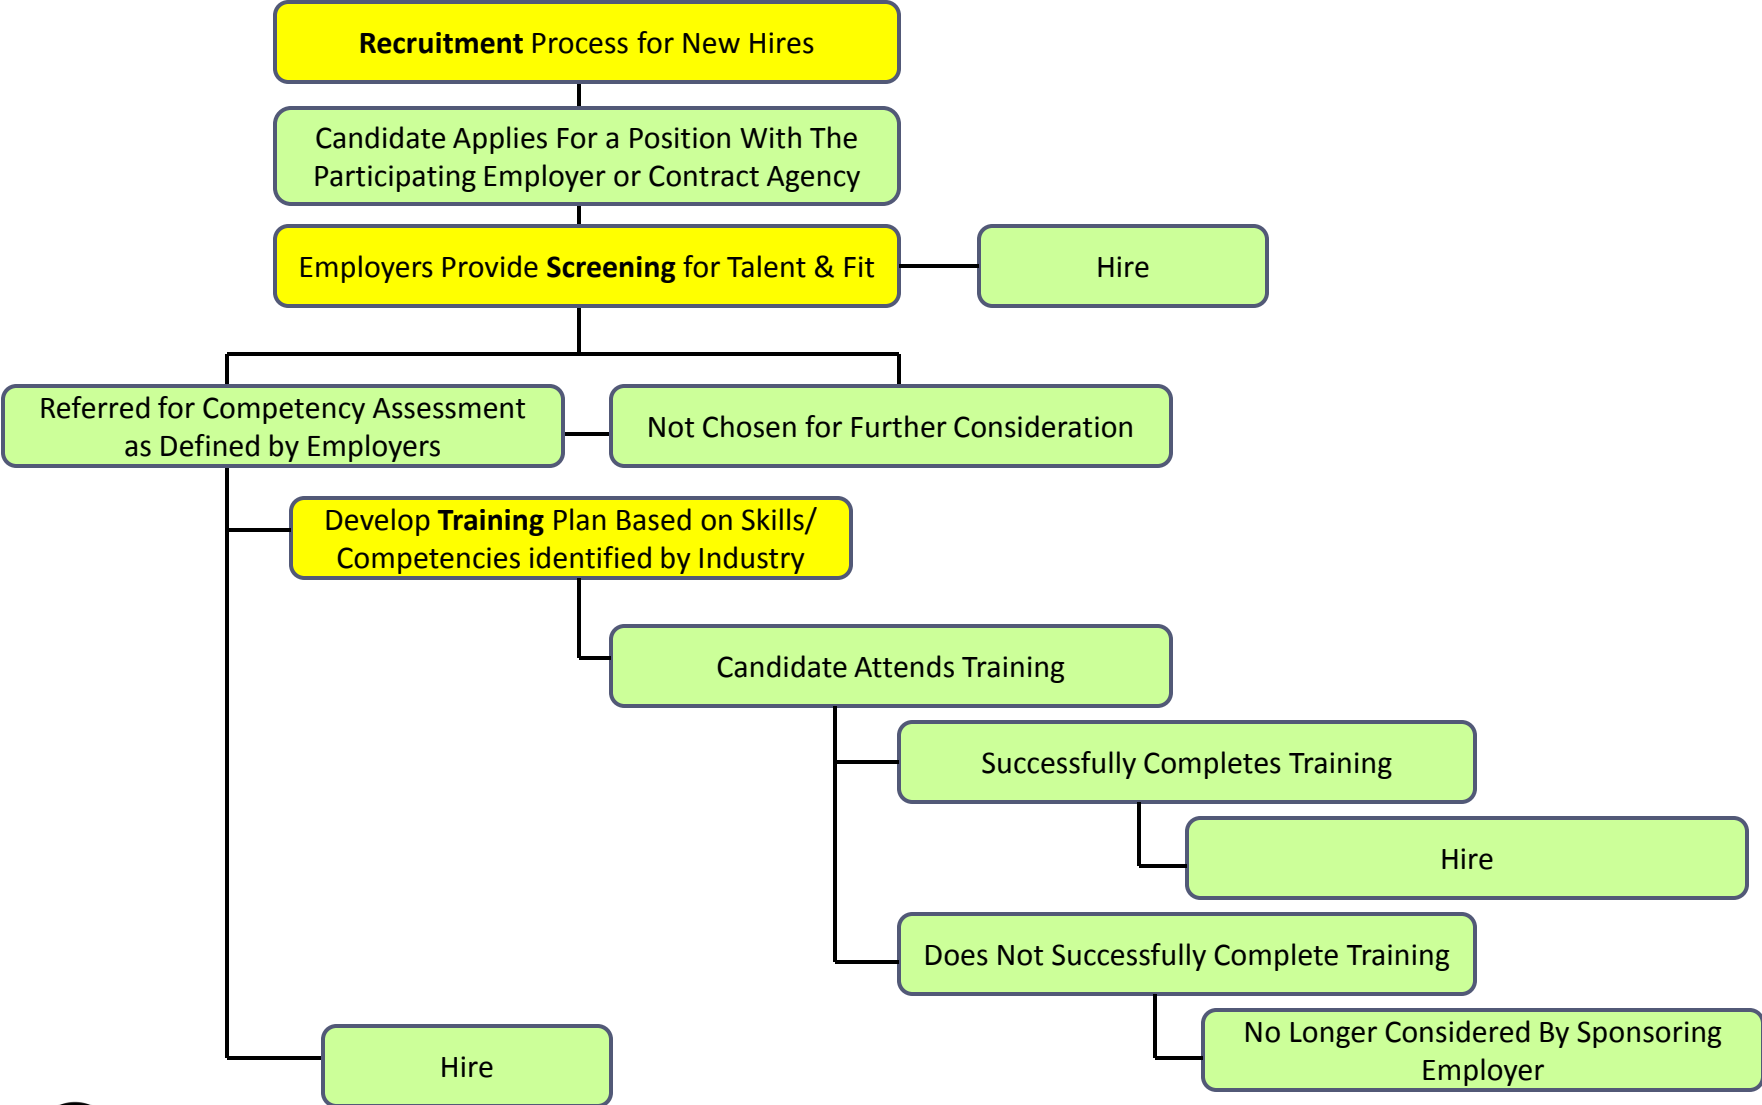 Recruitment Process for New Hires
Candidate Applies For a Position With The
Participating Employer or Contract Agency
Employers Provide Screening for Talent & Fit
Hire
Referred for Competency Assessment
as Defined by Employers
Not Chosen for Further Consideration
Develop Training Plan Based on Skills/
Competencies identified by Industry
Candidate Attends Training
Successfully Completes Training
Hire
Does Not Successfully Complete Training
No Longer Considered By Sponsoring
Employer
Hire